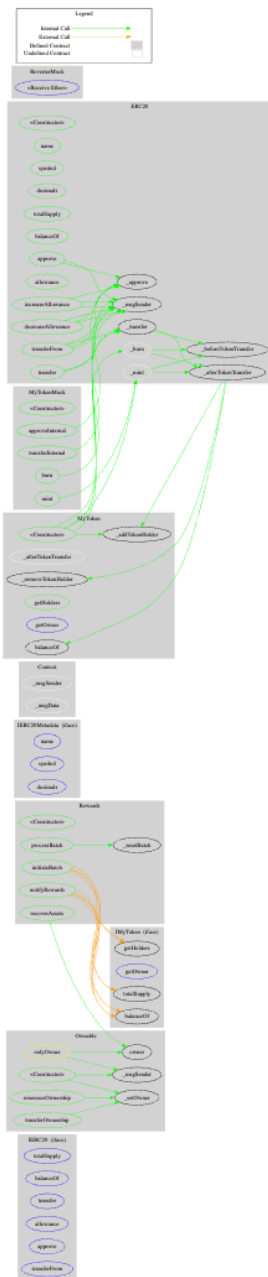 Legend
Internal Call
External Call
Defined Contract
Undefined Contract
ReverterMock
<Receive Ether>
ERC20
<Constructor>
name
symbol
decimals
totalSupply
balanceOf
approve
allowance
_approve
increaseAllowance
_msgSender
decreaseAllowance
_transfer
transferFrom
_burn
_beforeTokenTransfer
transfer
_mint
_afterTokenTransfer
MyTokenMock
<Constructor>
approveInternal
transferInternal
burn
mint
MyToken
<Constructor>
_addTokenHolder
_afterTokenTransfer
_removeTokenHolder
getHolders
getOwner
balanceOf
Context
_msgSender
_msgData
IERC20Metadata (iface)
name
symbol
decimals
Rewards
<Constructor>
processBatch
_resetBatch
initiateBatch
notifyRewards
recoverAssets
IMyToken (iface)
getHolders
getOwner
totalSupply
balanceOf
Ownable
onlyOwner
owner
<Constructor>
_msgSender
renounceOwnership
_setOwner
transferOwnership
IERC20 (iface)
totalSupply
balanceOf
transfer
allowance
approve
transferFrom